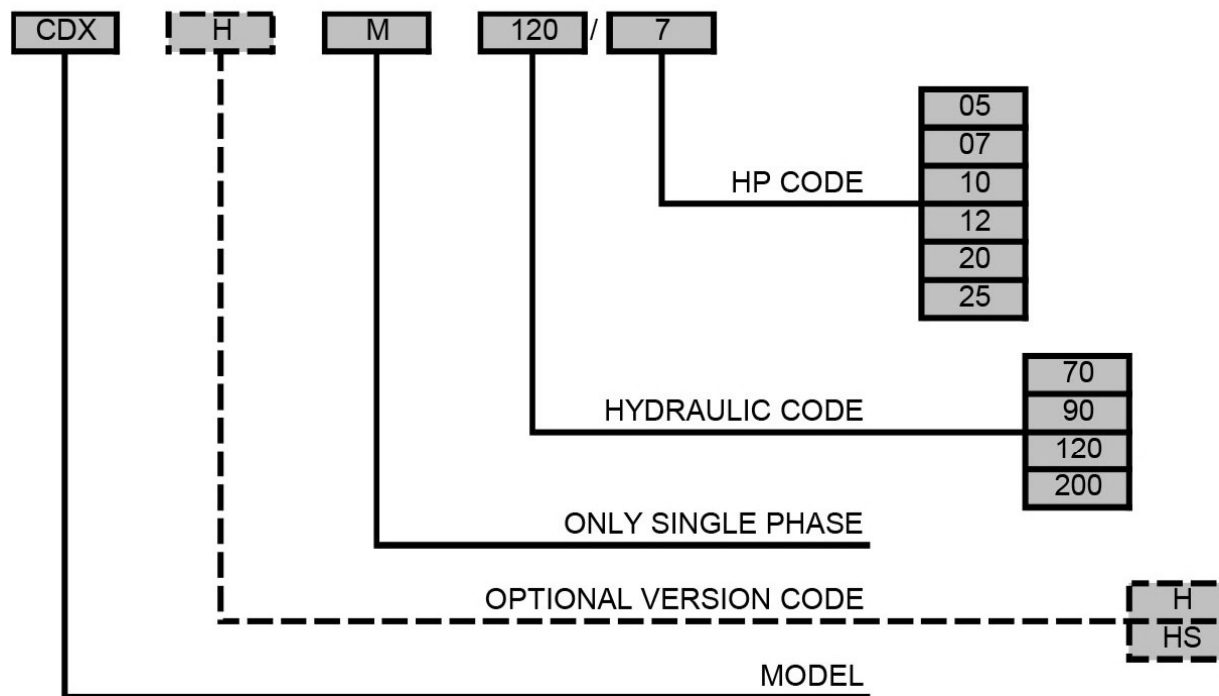 CDX H M 120 / 7
05
07
HP CODE 10
12
20
25
70
HYDRAULIC CODE 90
120
200
ONLY SINGLE PHASE
OPTIONAL VERSION CODE H
HS
MODEL